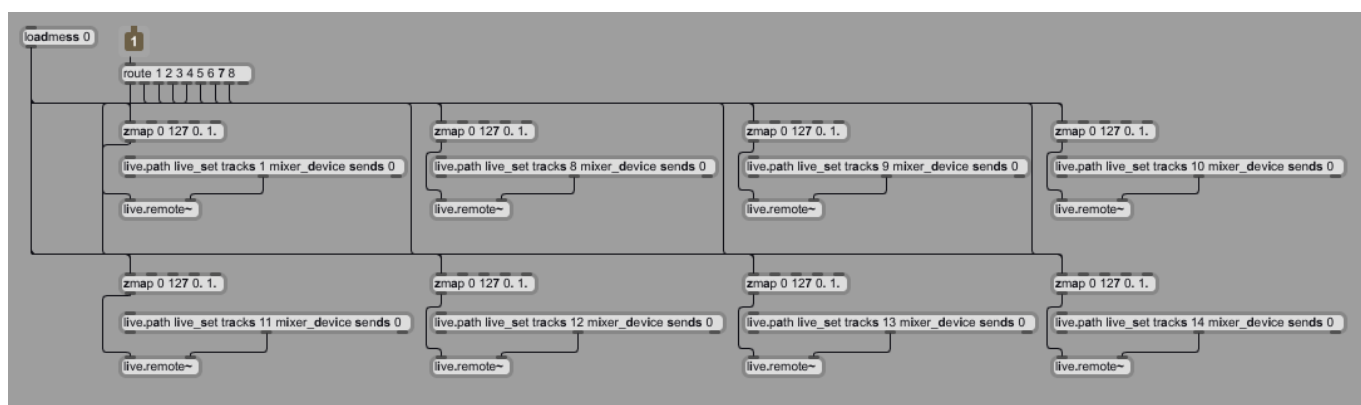 loadmess 0
1
route 1 2 3 4 5 6 7 8
zmap 0 127 0. 1.
zmap 0 127 0. 1.
zmap 0 127 0. 1.
zmap 0 127 0. 1.
live.path live_set tracks 1 mixer_device sends 0
live.path live_set tracks 8 mixer_device sends 0
live.path live_set tracks 9 mixer_device sends 0
live.path live_set tracks 10 mixer_device sends 0
live.remote~
live.remote~
live.remote~
live.remote~
zmap 0 127 0. 1.
zmap 0 127 0. 1.
zmap 0 127 0. 1.
zmap 0 127 0. 1.
live.path live_set tracks 11 mixer_device sends 0
live.path live_set tracks 12 mixer_device sends 0
live.path live_set tracks 13 mixer_device sends 0
live.path live_set tracks 14 mixer_device sends 0
live.remote~
live.remote~
live.remote~
live.remote~